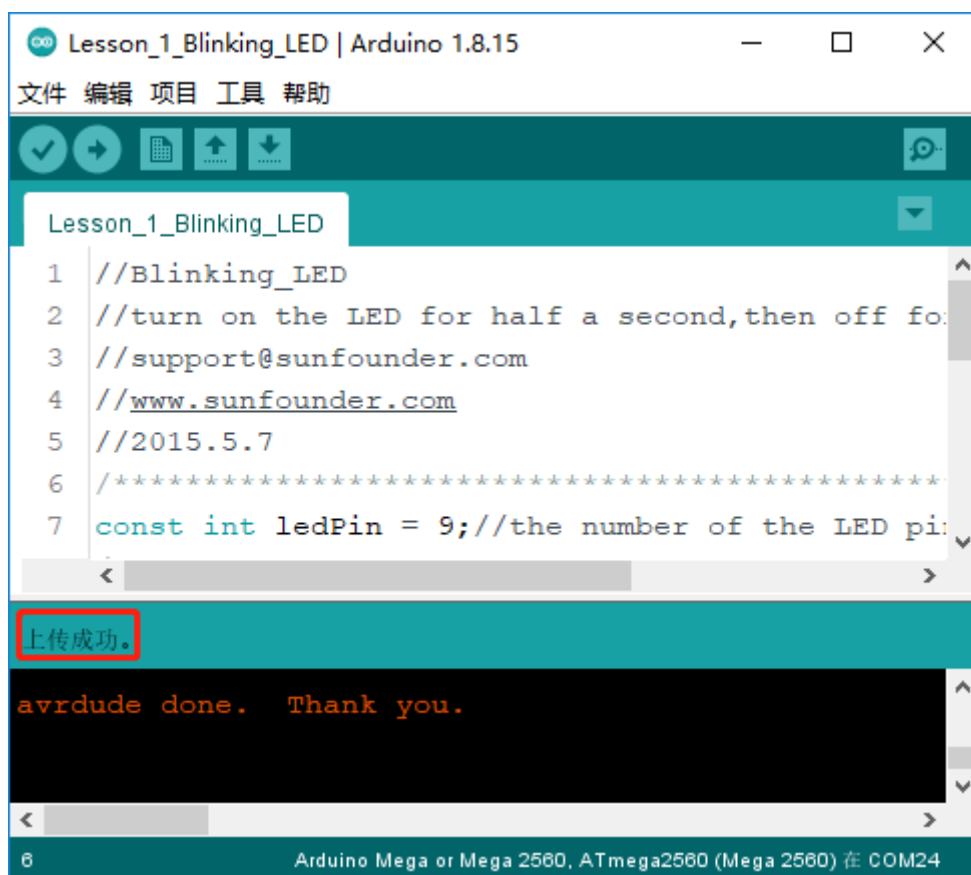 Lesson_1_Blinking_LED | Arduino 1.8.15
文件 编辑 项目 工具 帮助
Lesson_1_Blinking_LED
1 //Blinking_LED
2 //turn on the LED for half a second,then off
3 //support@sunfounder.com
4 //www.sunfounder.com
5 //2015.5.7
6 /***********************************************
7 const int ledPin = 9;//the number of the LED
上传成功。
avrdude done.  Thank you.
6 Arduino Mega or Mega 2560, ATmega2560 (Mega 2560) 在 COM24